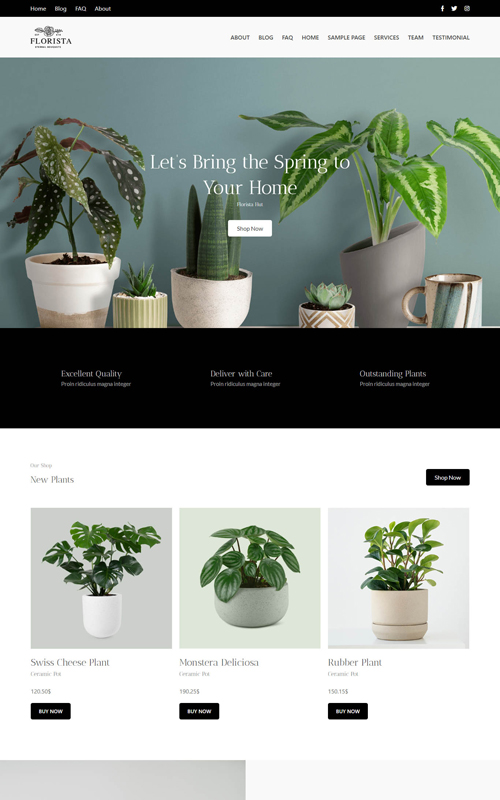 Home Blog FAQ About
FLORISTA
ABOUT BLOG FAQ HOME SAMPLE PAGE SERVICES TEAM TESTIMONIAL
Let's Bring the Spring to
Your Home
Shop Now
Excellent Quality
Proin ridiculus magna integer
Deliver with Care
Proin ridiculus magna integer
Outstanding Plants
Proin ridiculus magna integer
Our Shop
New Plants
Shop Now
Swiss Cheese Plant
Ceramic Pot
120.50$
BUY NOW
Monstera Deliciosa
Ceramic Pot
190.25$
BUY NOW
Rubber Plant
Ceramic Pot
150.15$
BUY NOW